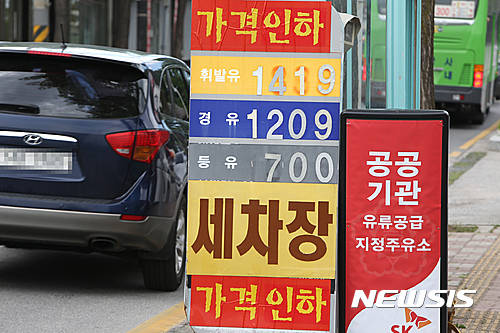 가격인하
휘발유 1419
경유 1209
등유 700
세차장
가격인하
공공
기관
유류공급
지정주유소
SK
NEWSIS